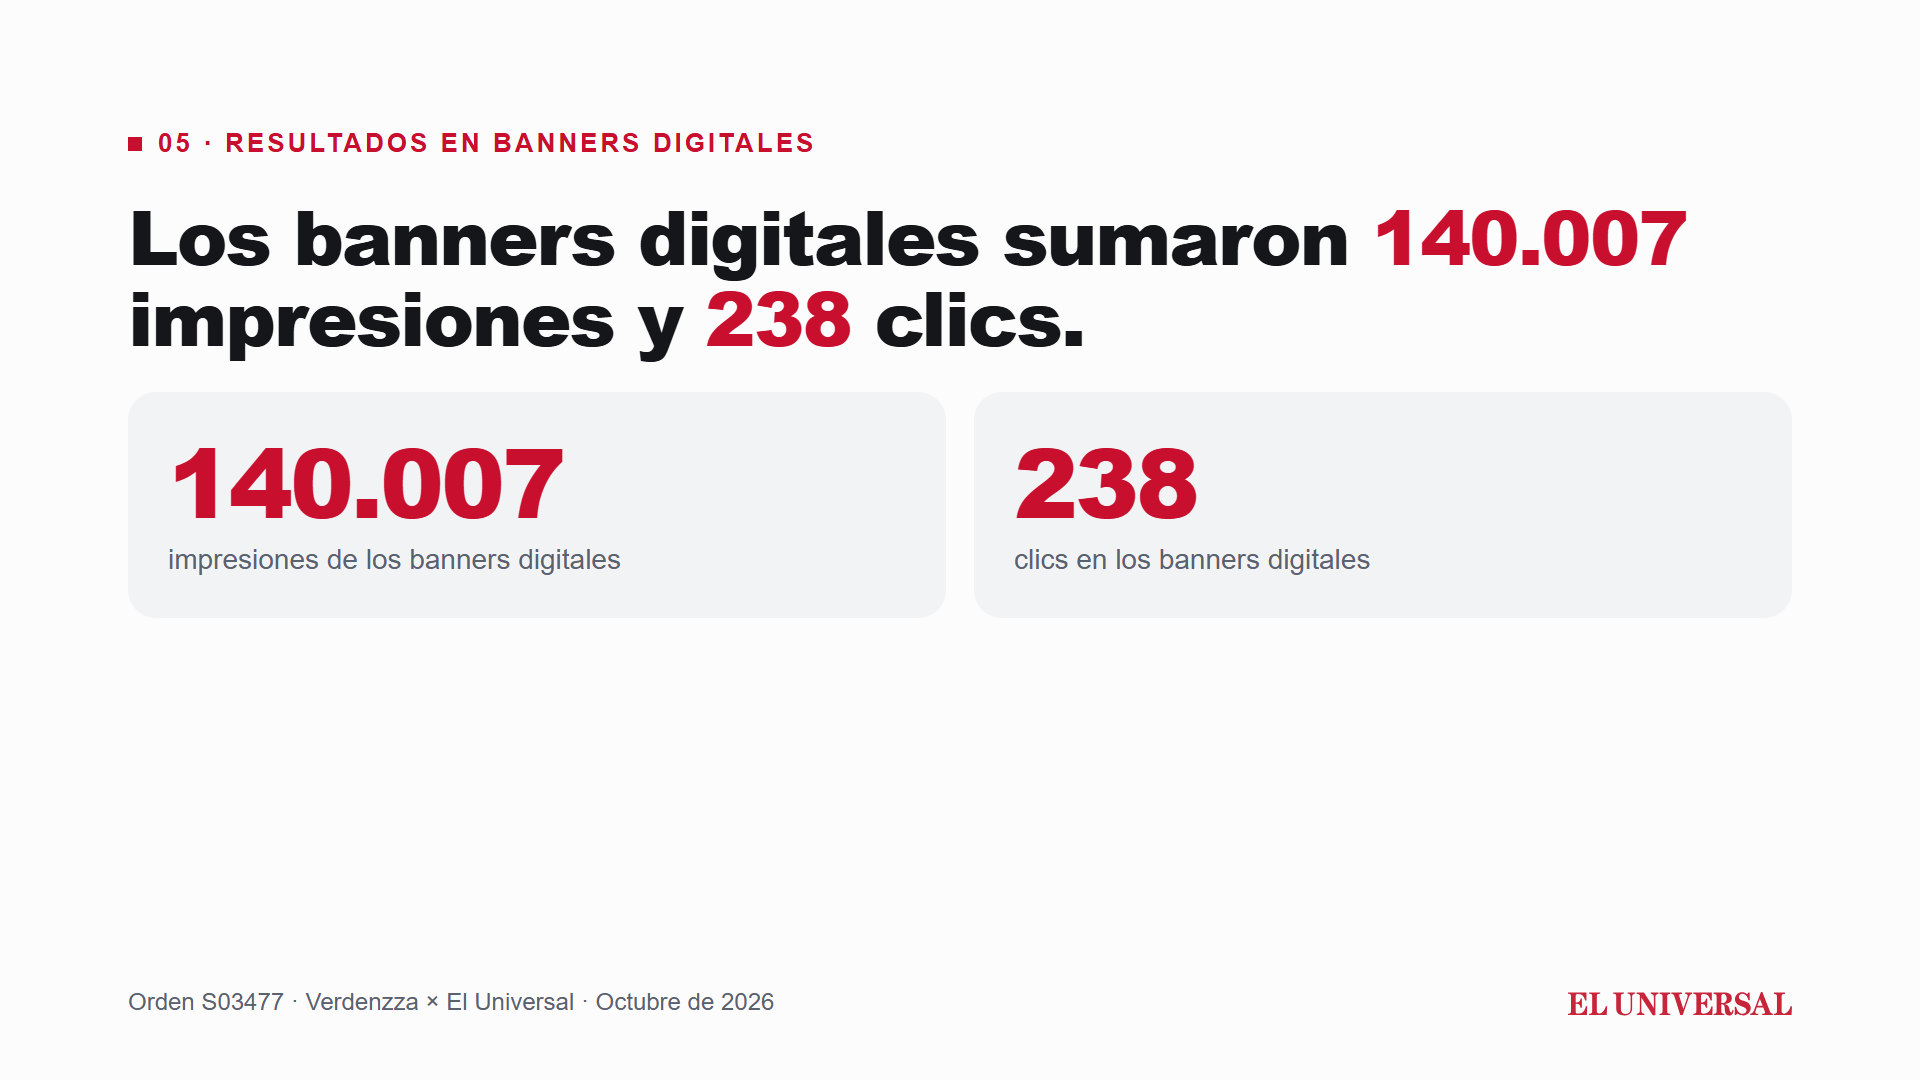 05 · RESULTADOS EN BANNERS DIGITALES
Los banners digitales sumaron 140.007
impresiones y 238 clics.
140.007
impresiones de los banners digitales
238
clics en los banners digitales
Orden S03477 · Verdenzza × El Universal · Octubre de 2026
EL UNIVERSAL